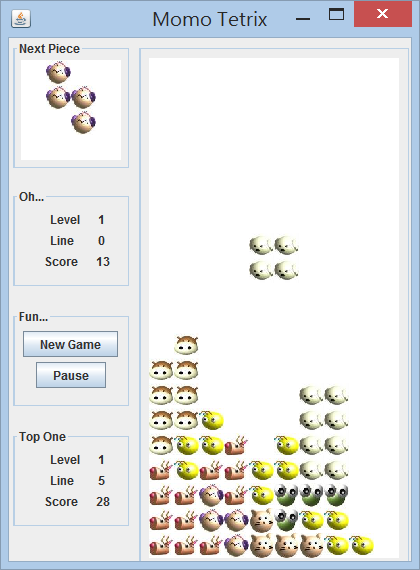 Momo Tetrix
Next Piece
Oh...
Level 1
Line 0
Score 13
Fun...
New Game
Pause
Top One
Level 1
Line 5
Score 28